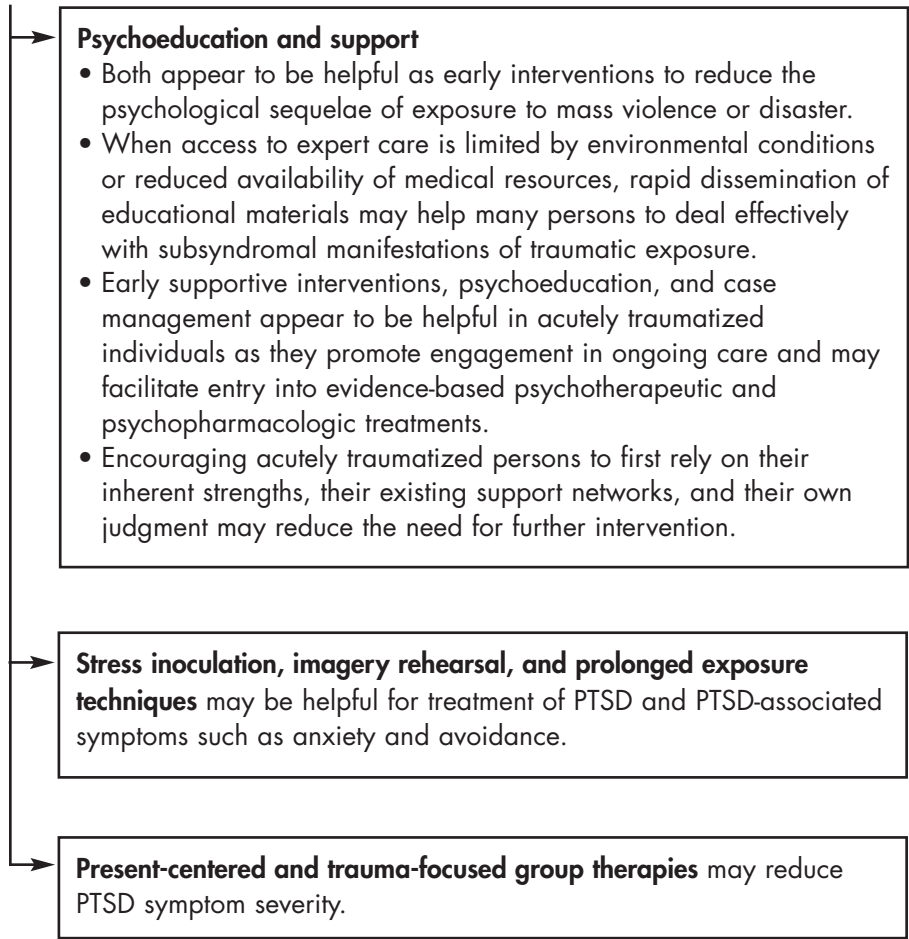 Psychoeducation and support
• Both appear to be helpful as early interventions to reduce the
psychological sequelae of exposure to mass violence or disaster.
• When access to expert care is limited by environmental conditions
or reduced availability of medical resources, rapid dissemination of
educational materials may help many persons to deal effectively
with subsyndromal manifestations of traumatic exposure.
• Early supportive interventions, psychoeducation, and case
management appear to be helpful in acutely traumatized
individuals as they promote engagement in ongoing care and may
facilitate entry into evidence-based psychotherapeutic and
psychopharmacologic treatments.
• Encouraging acutely traumatized persons to first rely on their
inherent strengths, their existing support networks, and their own
judgment may reduce the need for further intervention.
Stress inoculation, imagery rehearsal, and prolonged exposure
techniques may be helpful for treatment of PTSD and PTSD-associated
symptoms such as anxiety and avoidance.
Present-centered and trauma-focused group therapies may reduce
PTSD symptom severity.